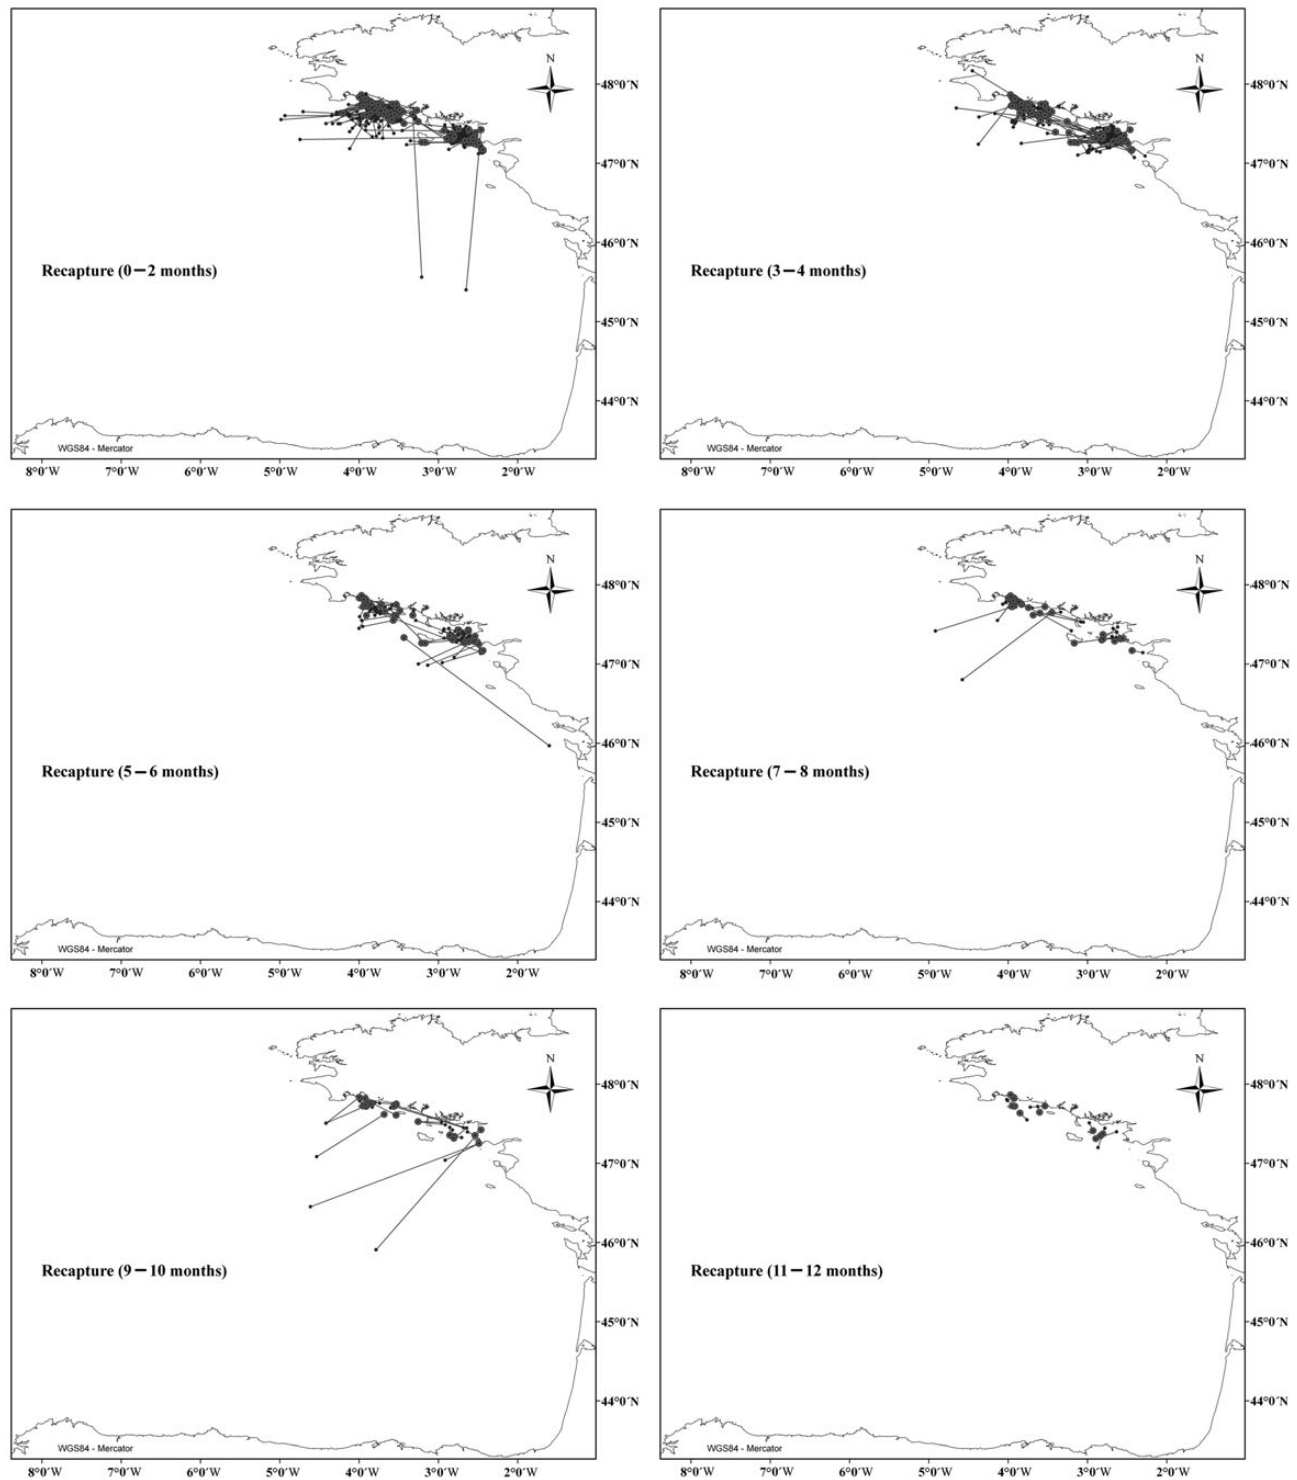 N
48°0´N
47°0´N
46°0´N
45°0´N
44°0´N
Recapture (0–2 months)
WGS84 - Mercator
8°0´W 7°0´W 6°0´W 5°0´W 4°0´W 3°0´W 2°0´W
N
48°0´N
47°0´N
46°0´N
45°0´N
44°0´N
Recapture (3–4 months)
WGS84 - Mercator
8°0´W 7°0´W 6°0´W 5°0´W 4°0´W 3°0´W 2°0´W
N
48°0´N
47°0´N
46°0´N
45°0´N
44°0´N
Recapture (5–6 months)
WGS84 - Mercator
8°0´W 7°0´W 6°0´W 5°0´W 4°0´W 3°0´W 2°0´W
N
48°0´N
47°0´N
46°0´N
45°0´N
44°0´N
Recapture (7–8 months)
WGS84 - Mercator
8°0´W 7°0´W 6°0´W 5°0´W 4°0´W 3°0´W 2°0´W
N
48°0´N
47°0´N
46°0´N
45°0´N
44°0´N
Recapture (9–10 months)
WGS84 - Mercator
8°0´W 7°0´W 6°0´W 5°0´W 4°0´W 3°0´W 2°0´W
N
48°0´N
47°0´N
46°0´N
45°0´N
44°0´N
Recapture (11–12 months)
WGS84 - Mercator
8°0´W 7°0´W 6°0´W 5°0´W 4°0´W 3°0´W 2°0´W